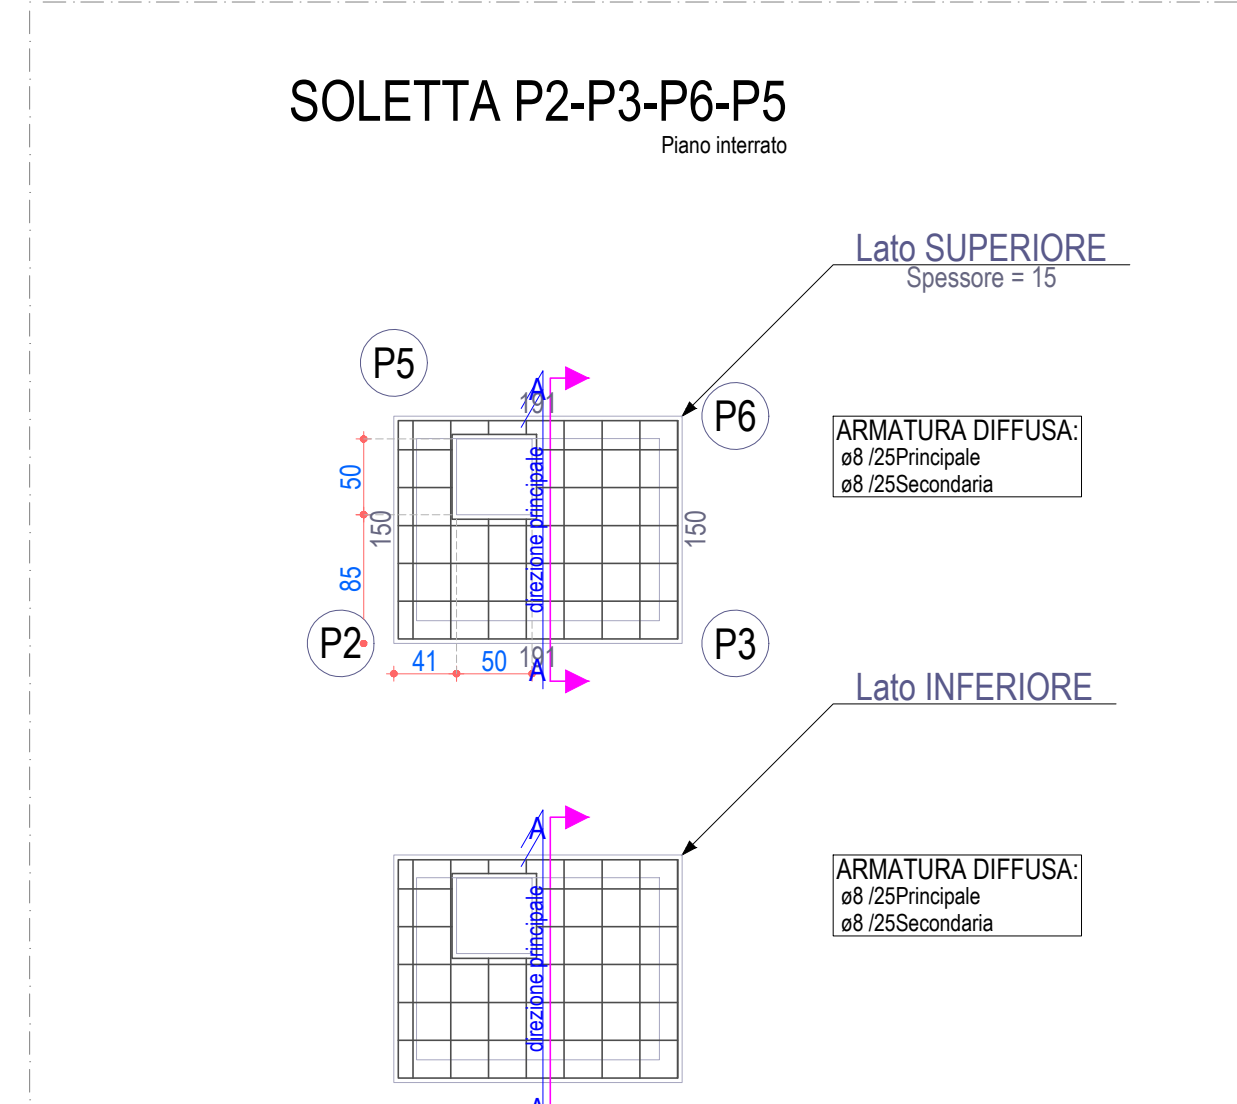 SOLETTA P2-P3-P6-P5
Piano interrato
Lato SUPERIORE
Spessore = 15
P5
A
191
P6
ARMATURA DIFFUSA:
ø8 /25Principale
ø8 /25Secondaria
50
150
direzione principale
150
85
P2
P3
41
50
191
A
Lato INFERIORE
A
ARMATURA DIFFUSA:
ø8 /25Principale
ø8 /25Secondaria
direzione principale
A